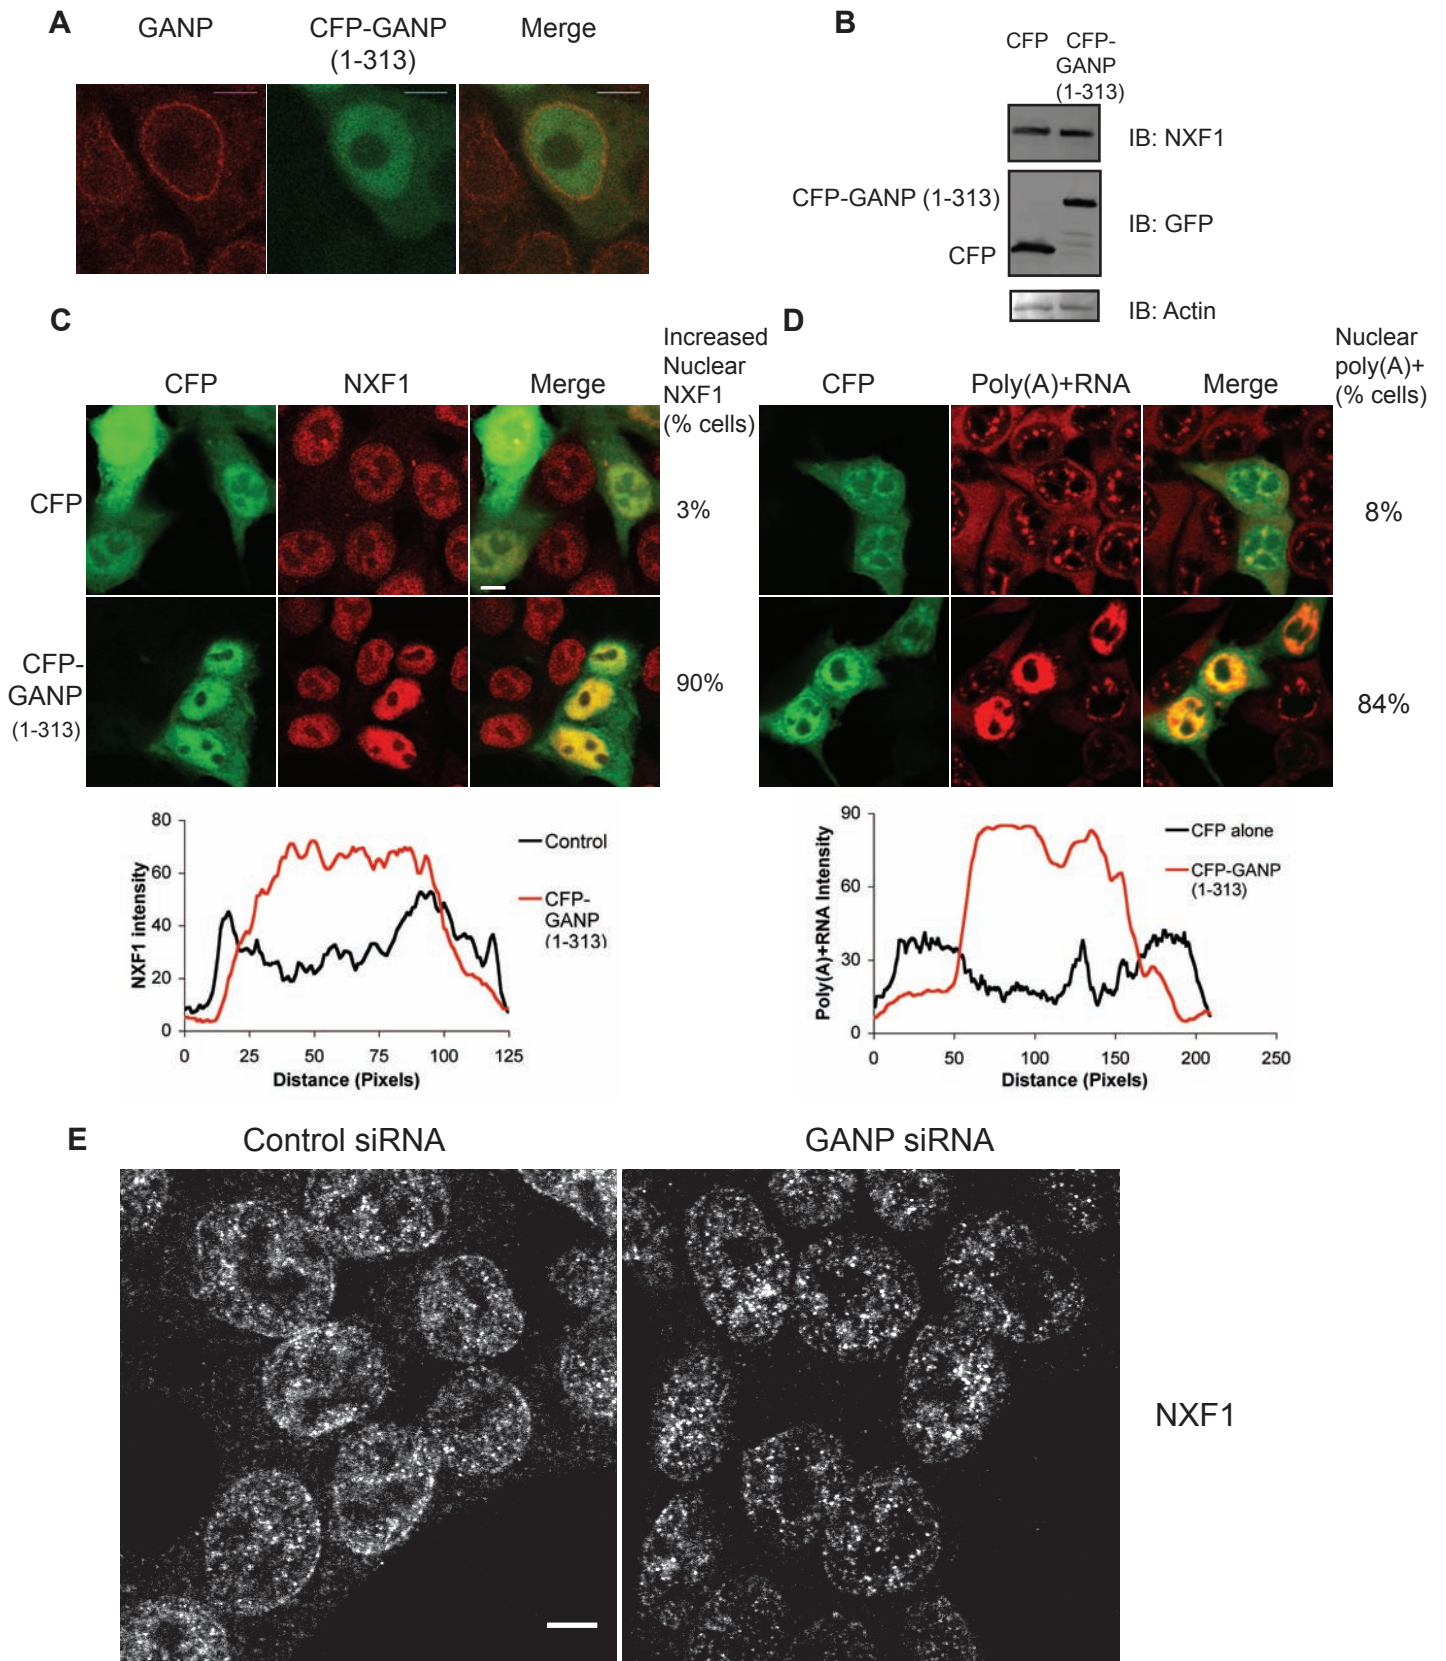 A
GANP
CFP-GANP
(1-313)
Merge
B
CFP
CFP-
GANP
(1-313)
IB: NXF1
CFP-GANP (1-313)
IB: GFP
CFP
IB: Actin
C
CFP
NXF1
Merge
Increased
Nuclear
NXF1
(% cells)
CFP
3%
CFP-
GANP
(1-313)
90%
80
60
40
20
0
NXF1 intensity
0
25
50
75
100
125
Distance (Pixels)
Control
CFP-
GANP
(1-313)
D
CFP
Poly(A)+RNA
Merge
Nuclear
poly(A)+
(% cells)
8%
84%
90
60
30
0
Poly(A)+RNA Intensity
0
50
100
150
200
250
Distance (Pixels)
CFP alone
CFP-GANP
(1-313)
E
Control siRNA
GANP siRNA
NXF1